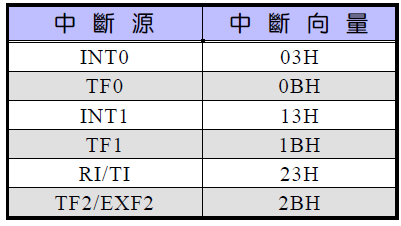 中斷源 中斷向量
INT0 03H
TF0 0BH
INT1 13H
TF1 1BH
RI/TI 23H
TF2/EXF2 2BH